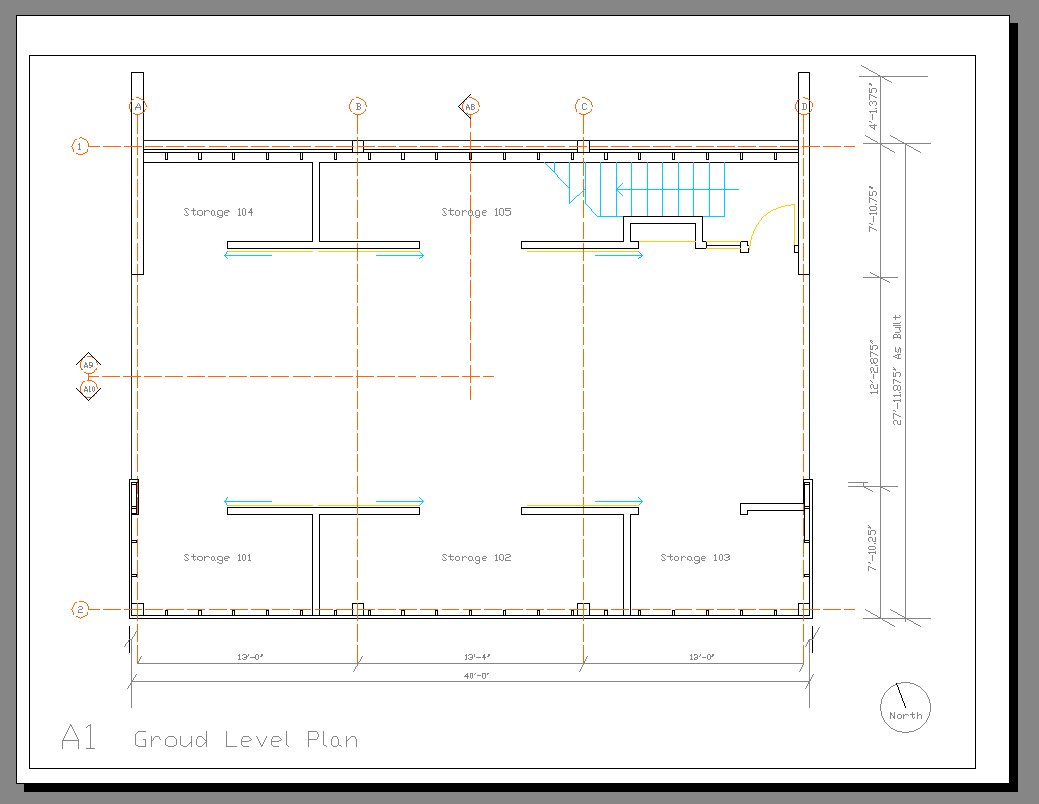 A
B
A8
C
D
1
4'-1.375"
Storage 104
Storage 105
7'-10.75"
A9
A10
12'-2.875"
27'-11.875" As Built
Storage 101
Storage 102
Storage 103
7'-10.25"
2
13'-0"
13'-4"
13'-0"
40'-0"
North
A1 Groud Level Plan